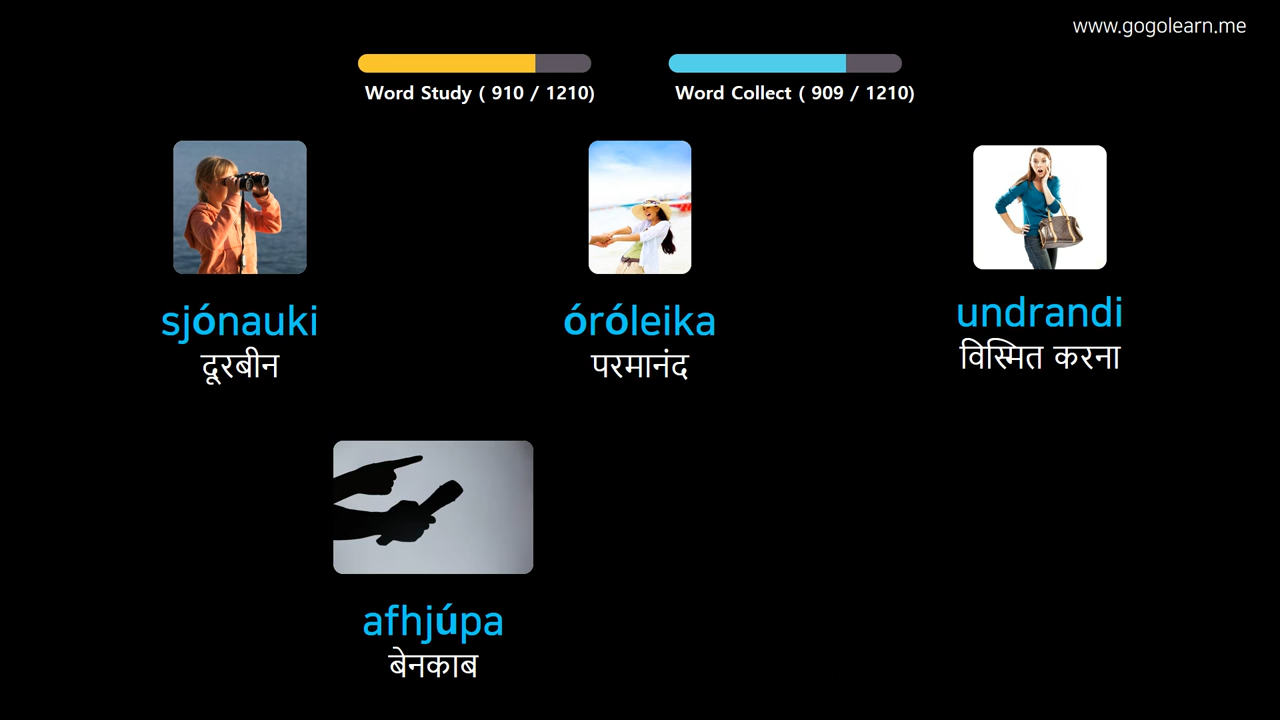 www.gogolearn.me
Word Study ( 910 / 1210)
Word Collect ( 909 / 1210)
sjónauki
दूरबीन
óróleika
परमानंद
undrandi
विस्मित करना
afhjúpa
बेनकाब